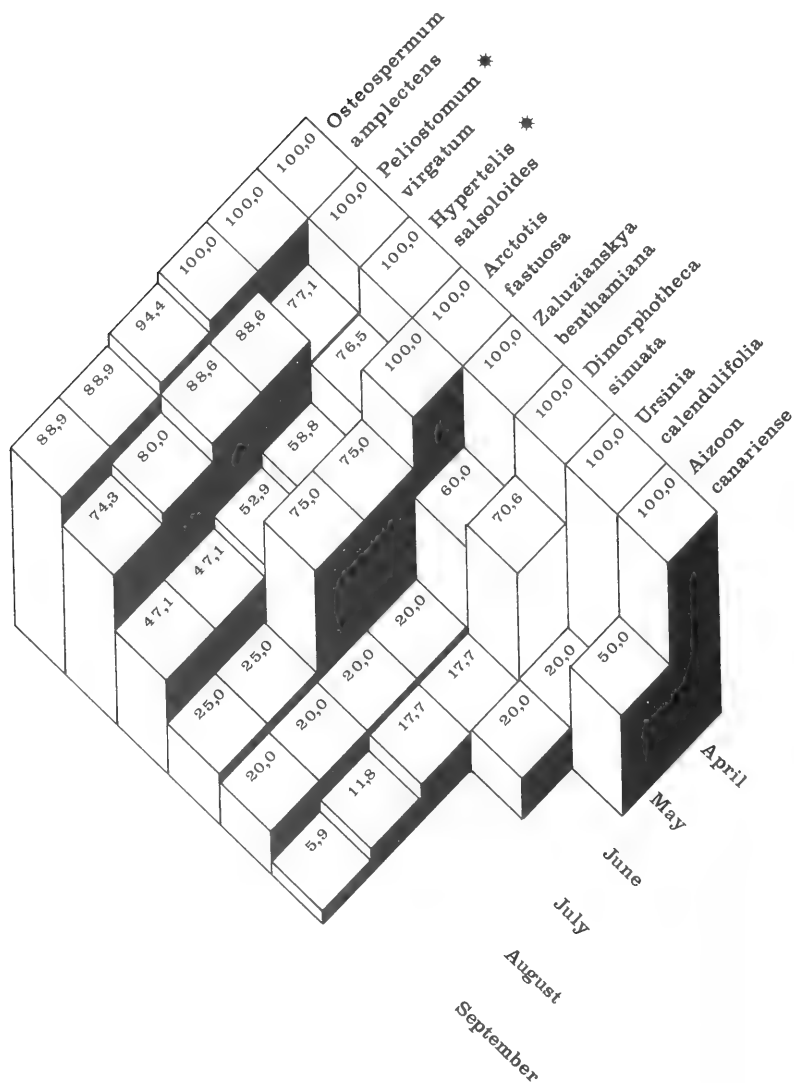 Osteospermum
amplectens
Peliostomum ✷
virgatum
Hypertelis ✷
salsoloides
Arctotis
fastuosa
Zaluzianskya
benthamiana
Dimorphotheca
sinuata
Ursinia
calendulifolia
Aizoon
canariense
100,0
100,0
100,0
94,4
88,9
88,9
100,0
77,1
88,6
88,6
80,0
74,3
100,0
76,5
58,8
52,9
47,1
47,1
100,0
100,0
75,0
75,0
25,0
25,0
100,0
60,0
20,0
20,0
20,0
20,0
100,0
70,6
17,7
17,7
11,8
5,9
100,0
20,0
20,0
100,0
50,0
April
May
June
July
August
September